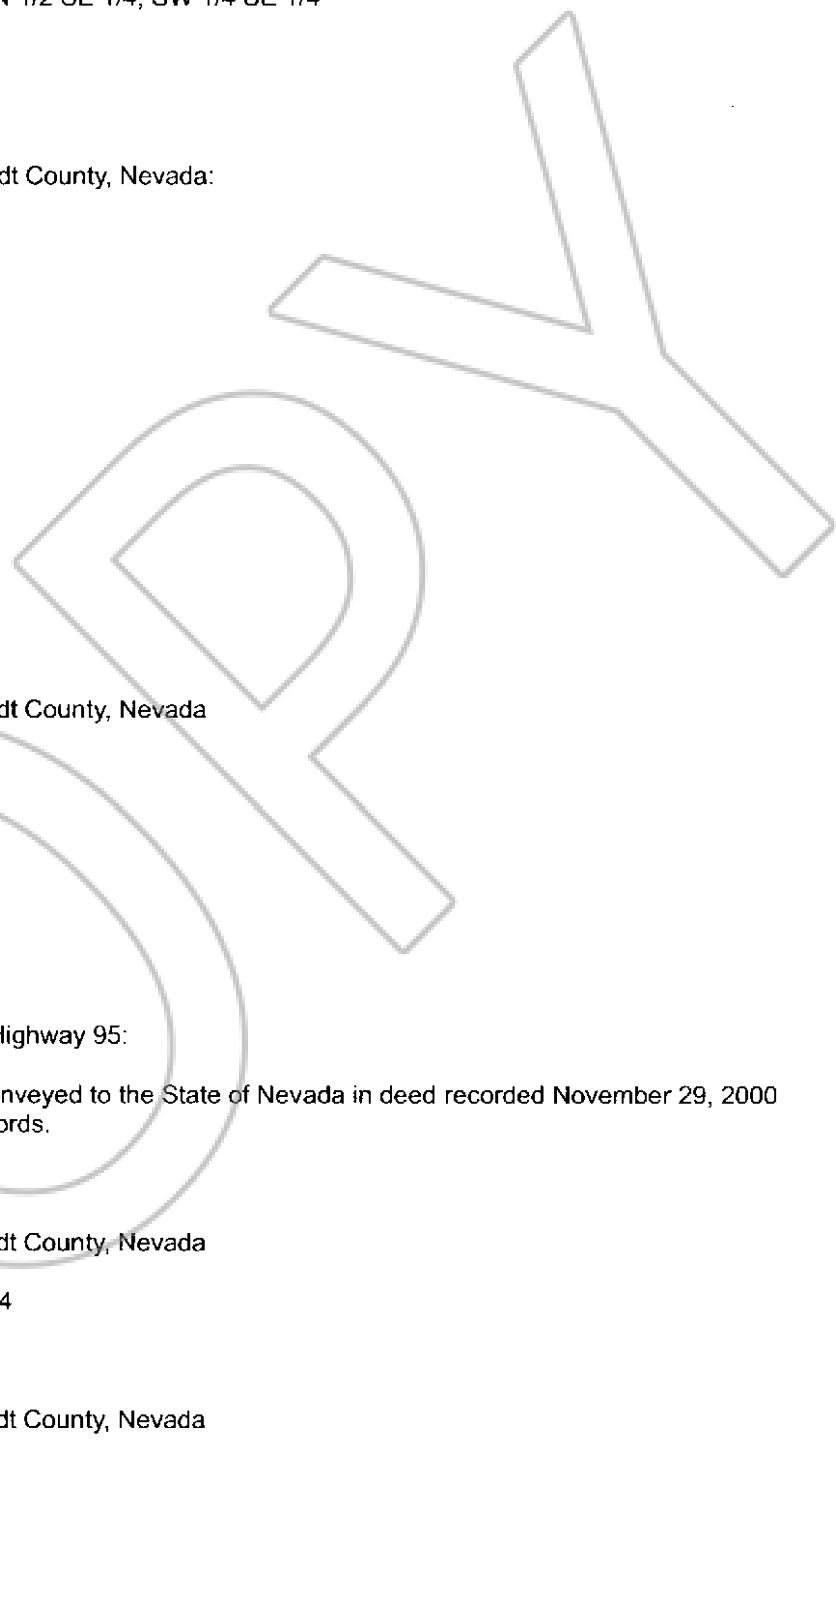 1/2 SE 1/4, SW 1/4 SE 1/4
dt County, Nevada:
dt County, Nevada
Highway 95:
nveyed to the State of Nevada in deed recorded November 29, 2000
ords.
dt County, Nevada
4
dt County, Nevada
PY